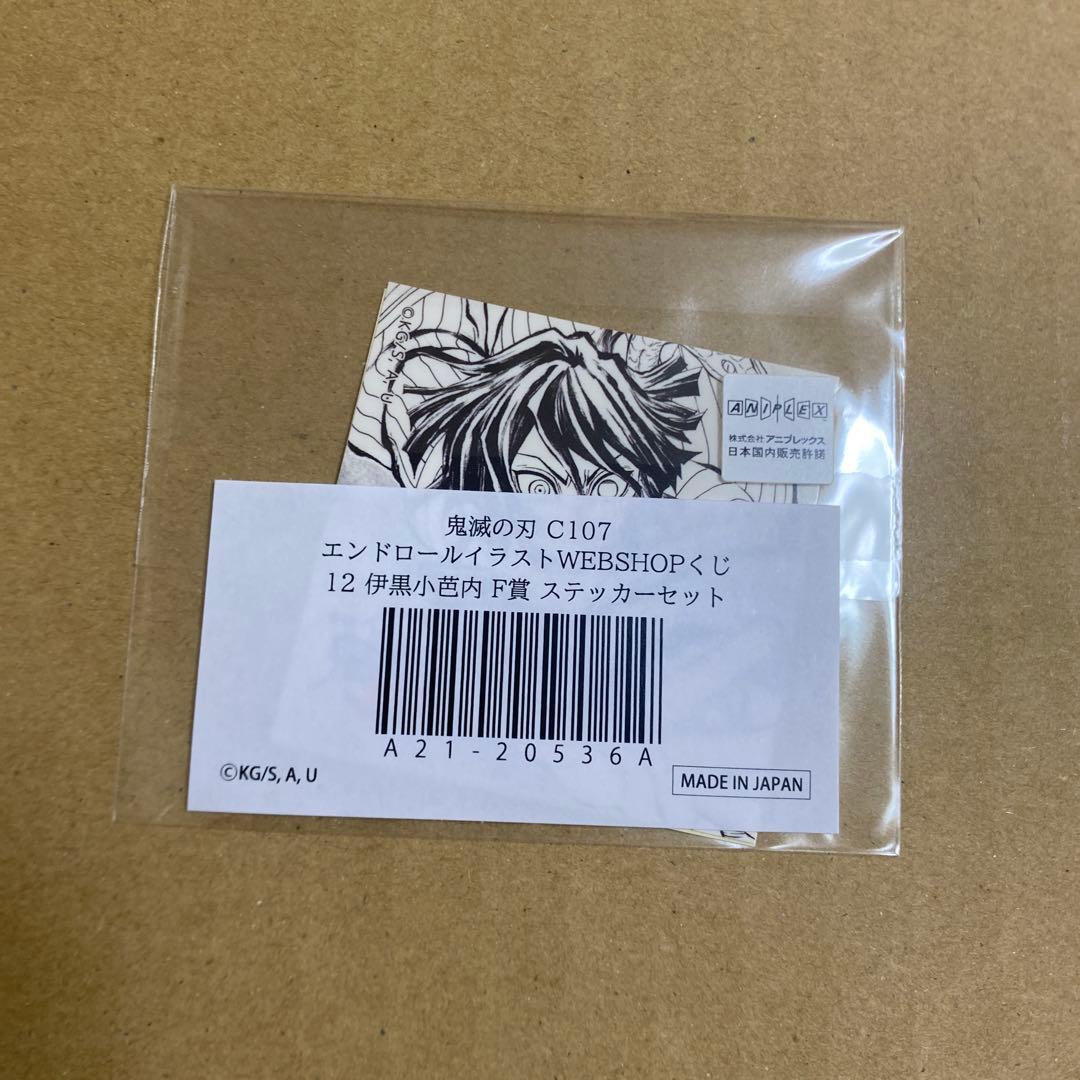 ©KG/S, A, U
ANIPLEX
株式会社アニプレックス
日本国内販売許諾
鬼滅の刃 C107
エンドロールイラストWEBSHOPくじ
12 伊黒小芭内 F賞 ステッカーセット
A21-20536A
©KG/S, A, U
MADE IN JAPAN